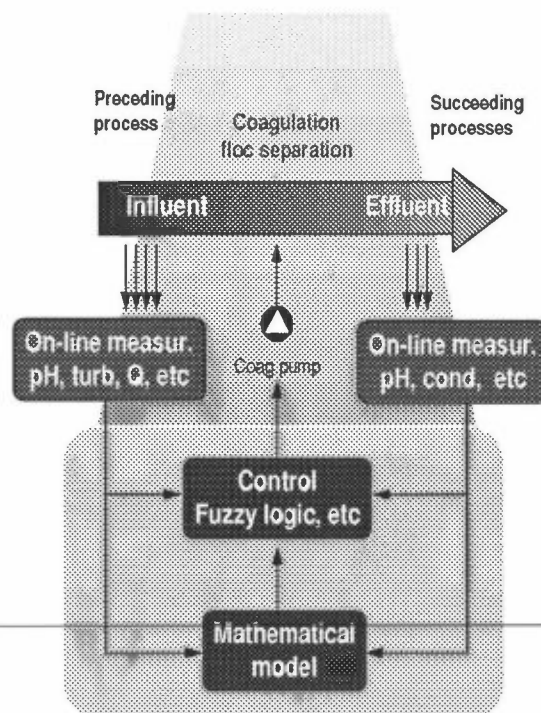 Preceding
process
Coagulation
floc separation
Succeeding
processes
Influent
Effluent
On-line measur.
pH, turb, Q, etc
Coag pump
On-line measur.
pH, cond, etc
Control
Fuzzy logic, etc
Mathematical
model